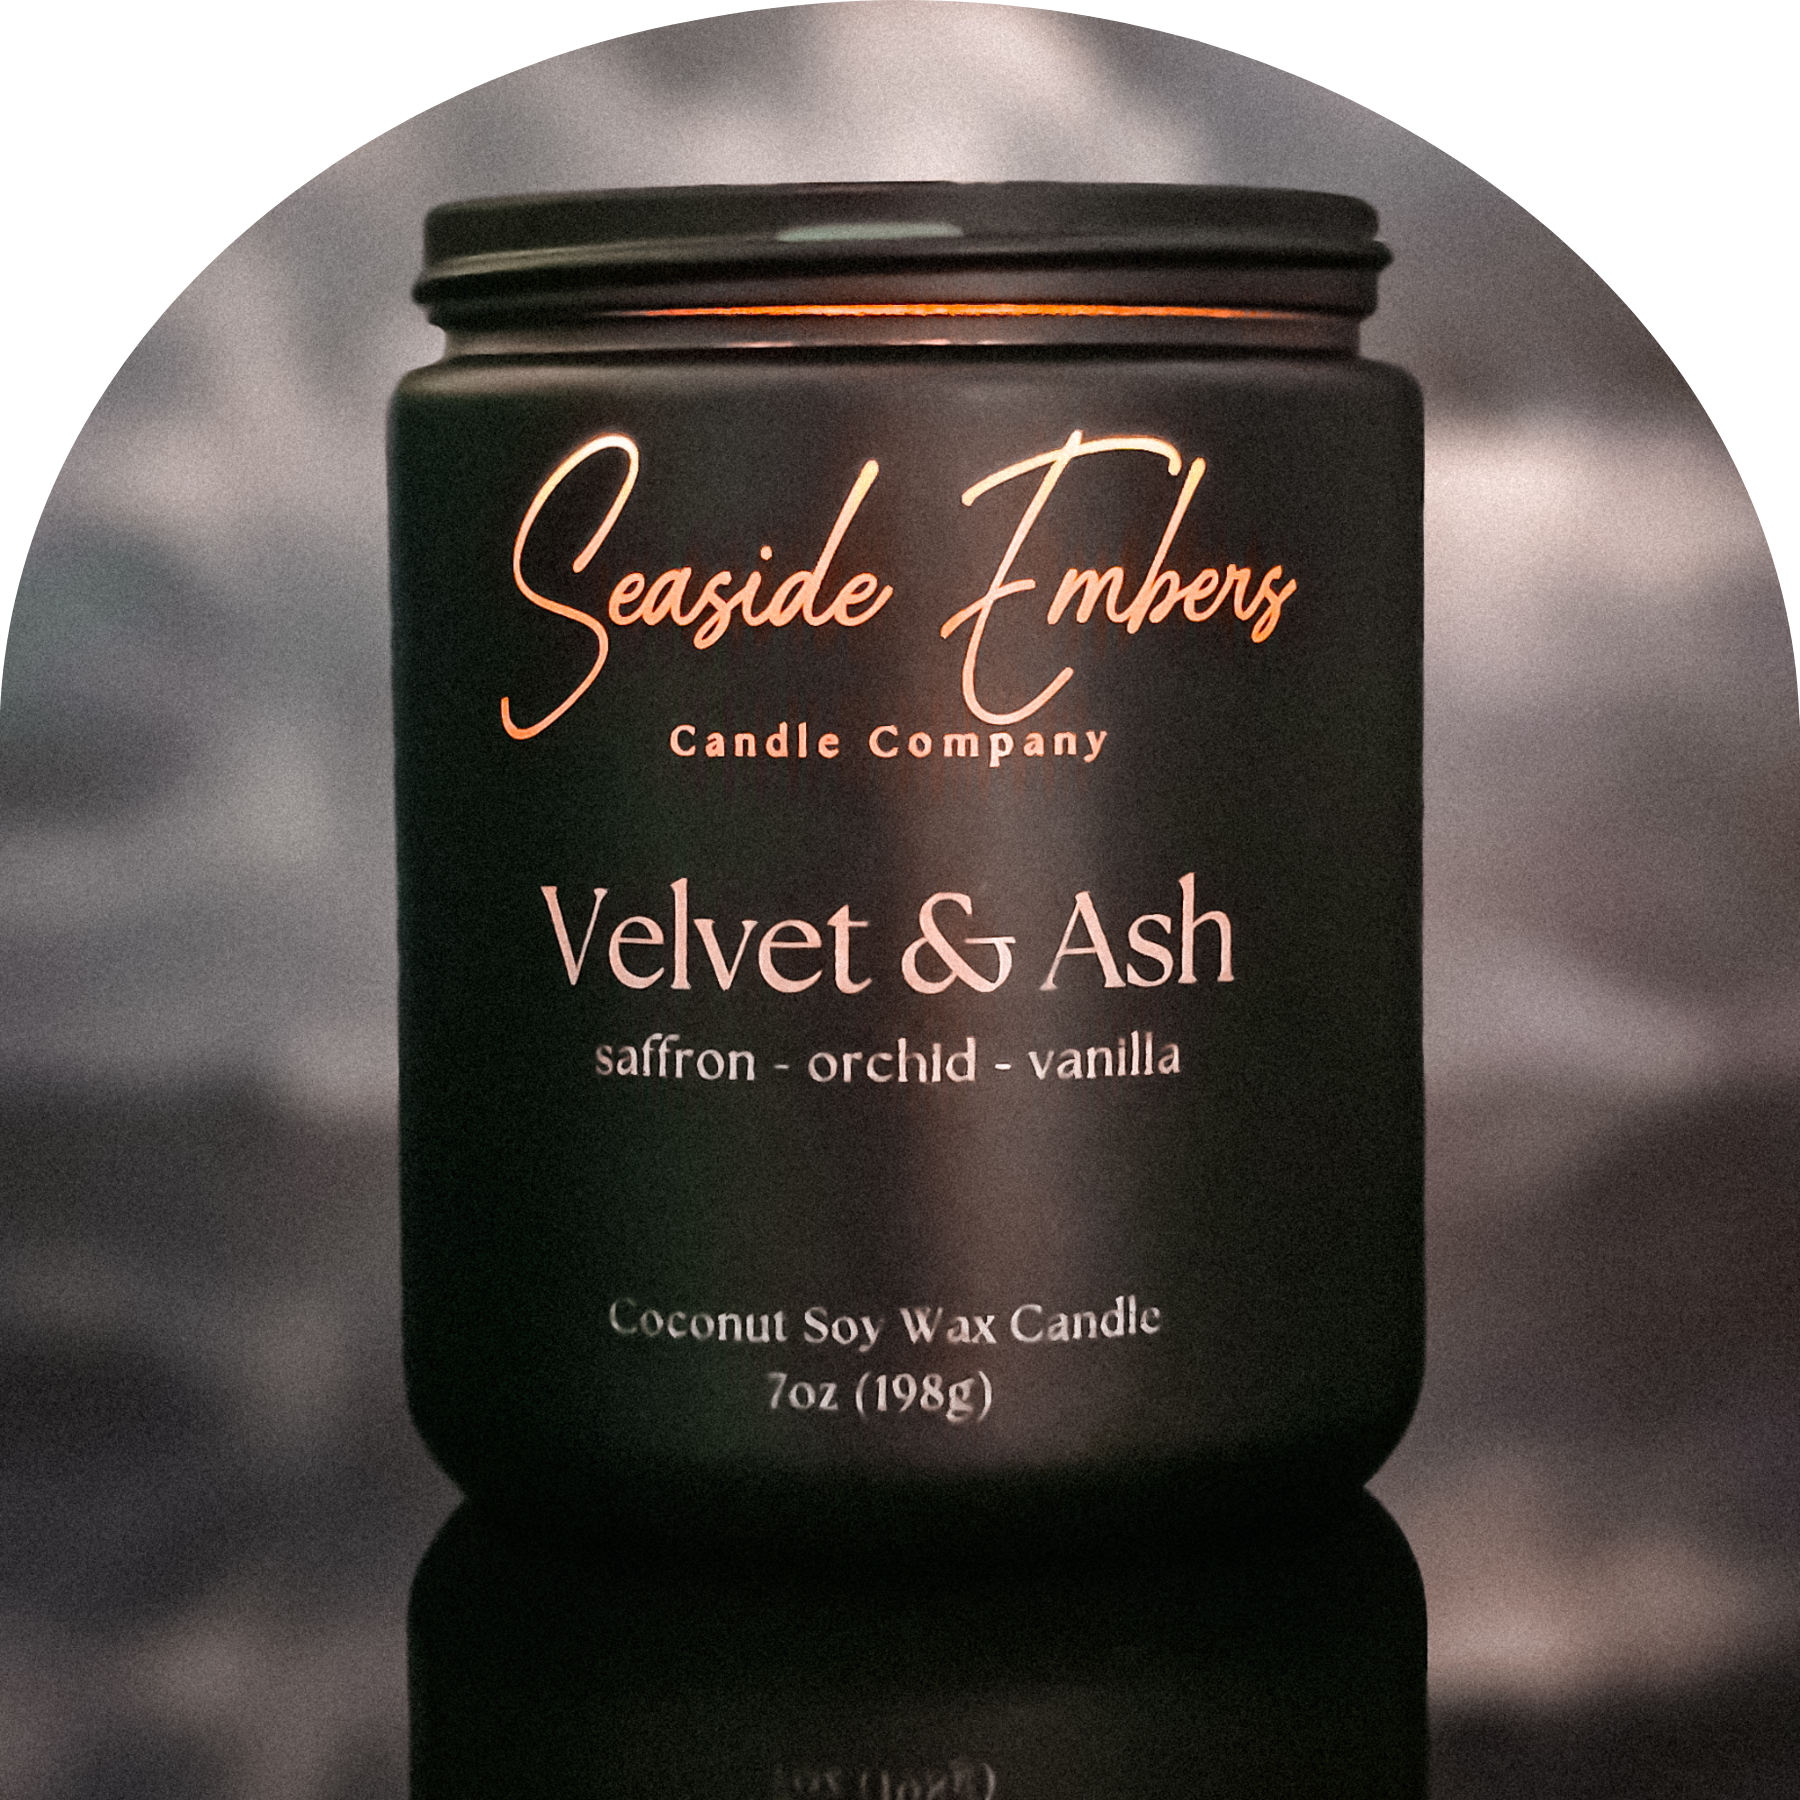 Seaside Embers
Candle Company
Velvet & Ash
saffron - orchid - vanilla
Coconut Soy Wax Candle
7oz (198g)